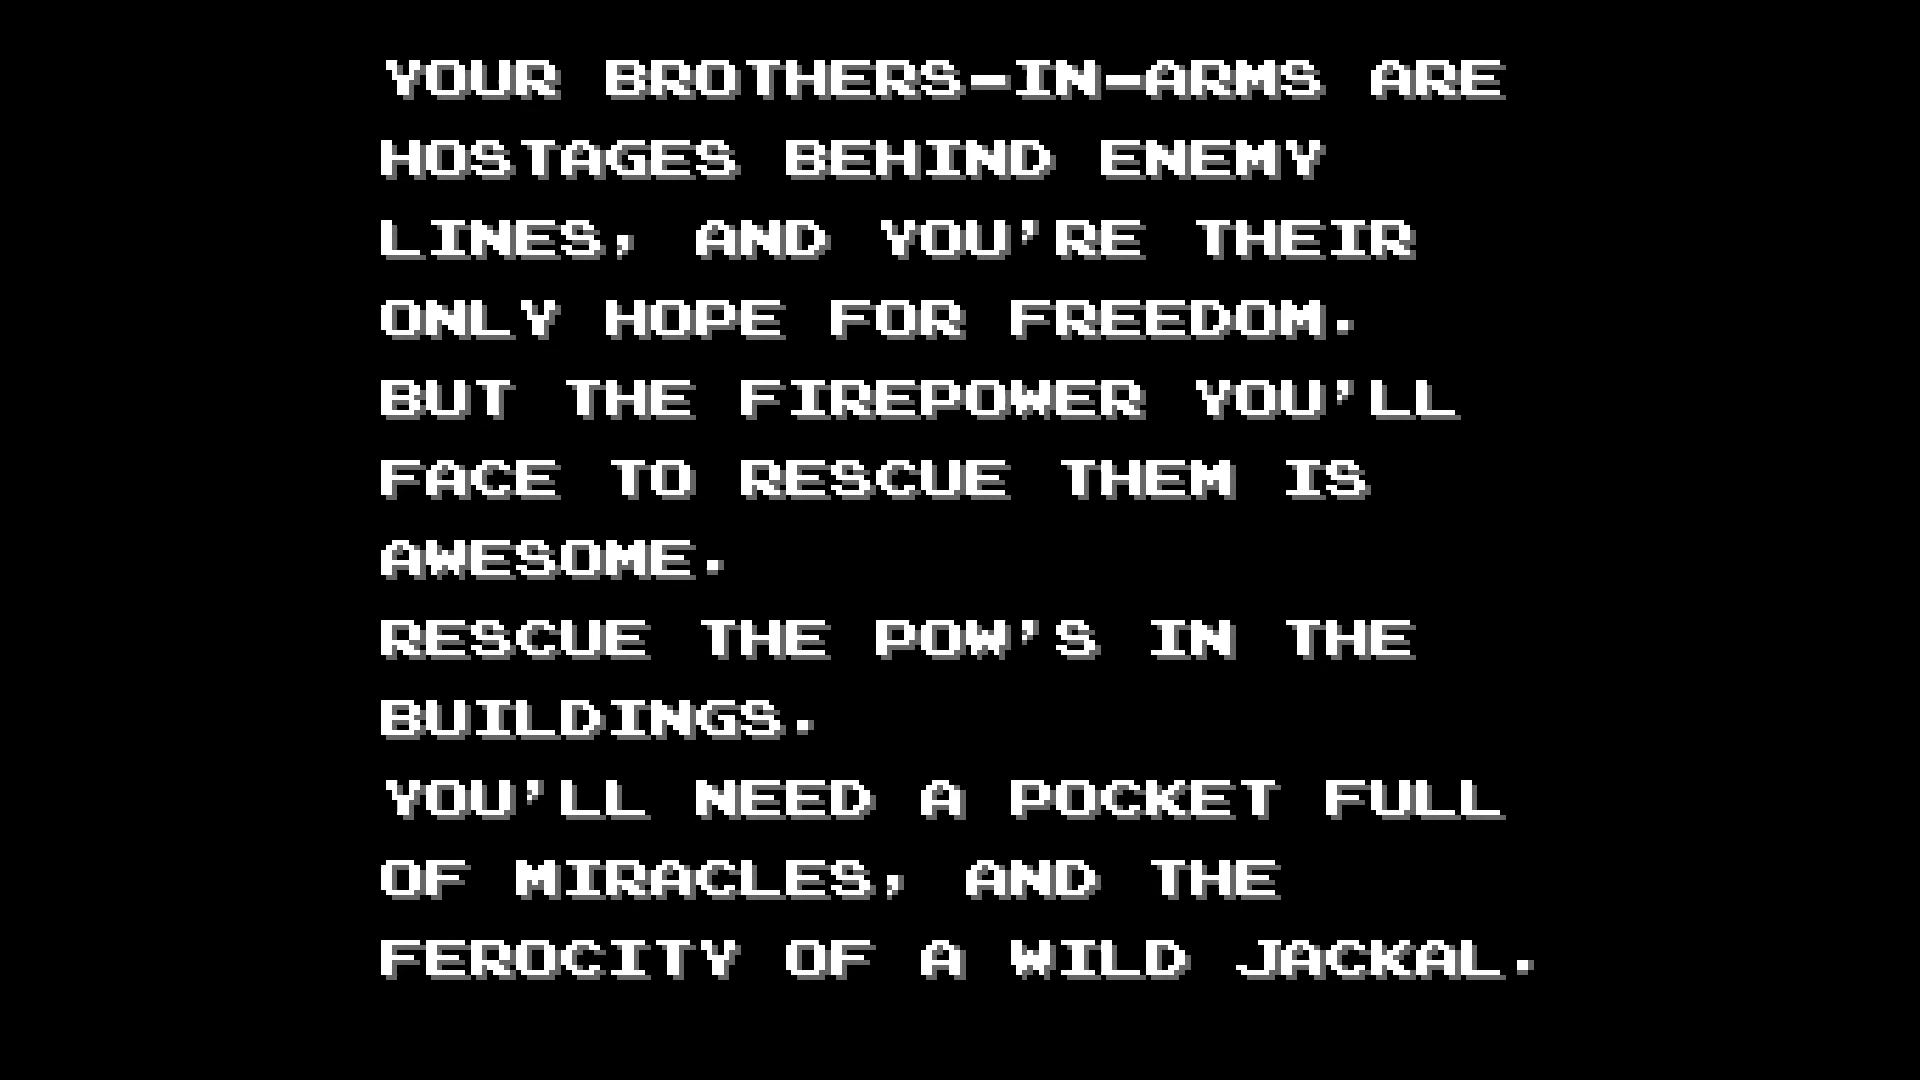 YOUR BROTHERS-IN-ARMS ARE
HOSTAGES BEHIND ENEMY
LINES, AND YOU'RE THEIR
ONLY HOPE FOR FREEDOM.
BUT THE FIREPOWER YOU'LL
FACE TO RESCUE THEM IS
AWESOME.
RESCUE THE POW'S IN THE
BUILDINGS.
YOU'LL NEED A POCKET FULL
OF MIRACLES, AND THE
FEROCITY OF A WILD JACKAL.